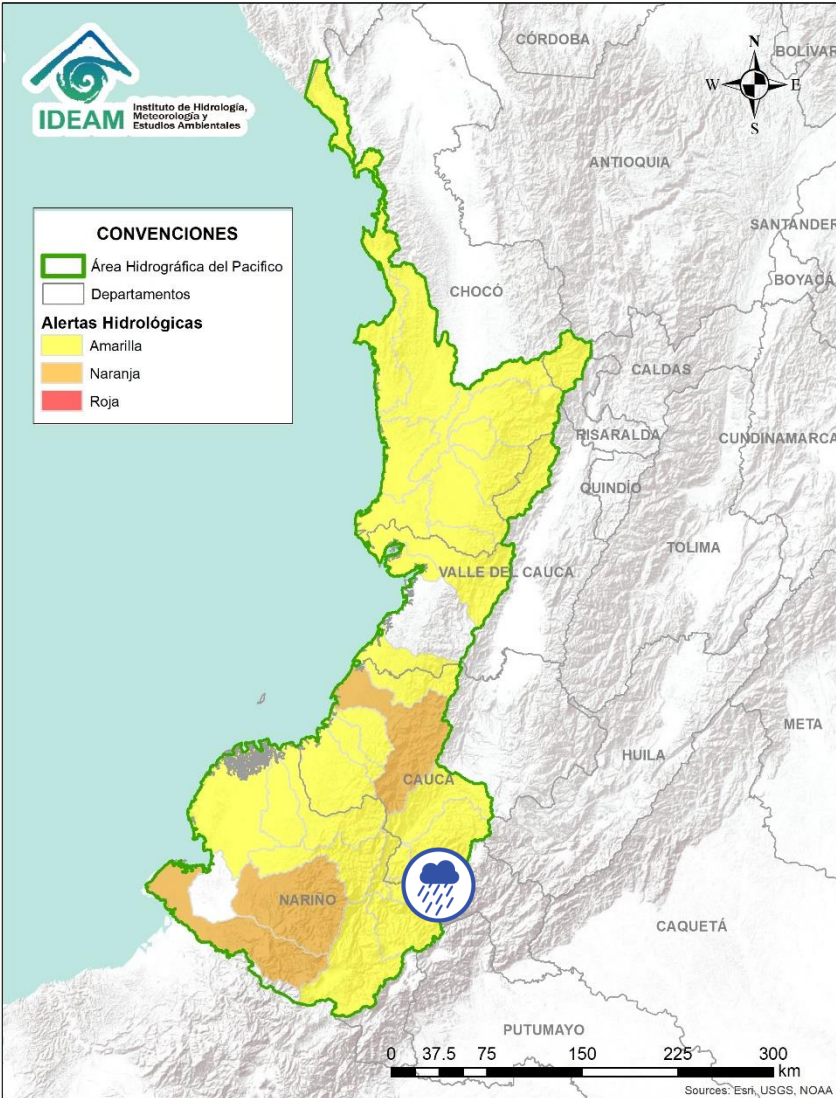 IDEAM
Instituto de Hidrología,
Meteorología y
Estudios Ambientales
CONVENCIONES
Área Hidrográfica del Pacifico
Departamentos
Alertas Hidrológicas
Amarilla
Naranja
Roja
N
W E
S
CÓRDOBA
BOLÍVAR
ANTIOQUIA
SANTANDER
BOYACÁ
CHOCÓ
CALDAS
RISARALDA
CUNDINAMARCA
QUINDÍO
TOLIMA
VALLE DEL CAUCA
META
HUILA
CAUCA
NARIÑO
CAQUETÁ
PUTUMAYO
0 37.5 75 150 225 300
km
Sources: Esri, USGS, NOAA